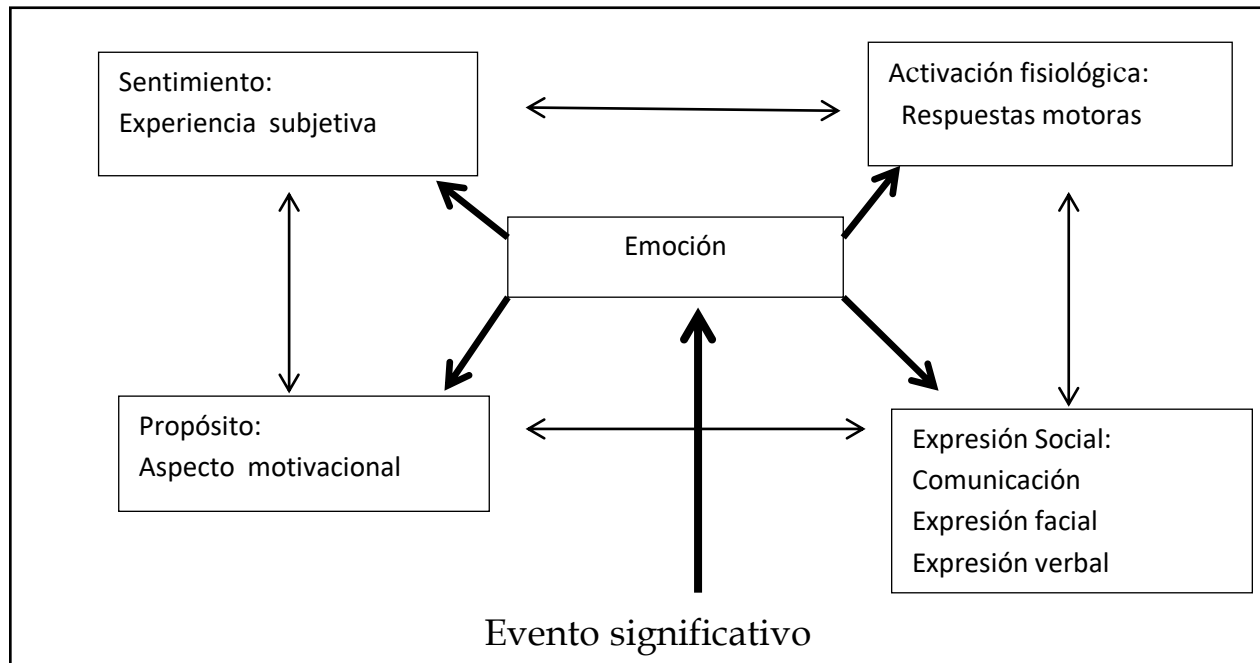 Sentimiento:
Experiencia subjetiva
Activación fisiológica:
Respuestas motoras
Emoción
Propósito:
Aspecto motivacional
Expresión Social:
Comunicación
Expresión facial
Expresión verbal
Evento significativo